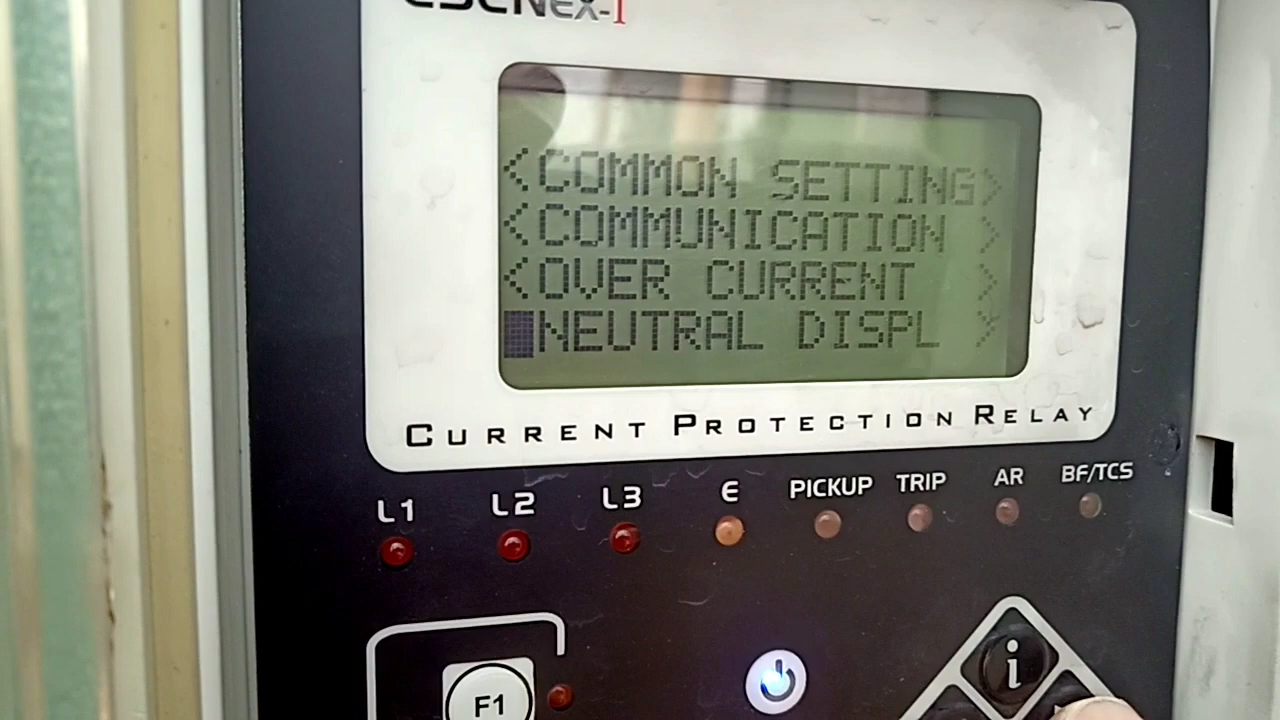 <COMMON SETTING>
<COMMUNICATION >
<OVER CURRENT >
NEUTRAL DISPL >
CURRENT PROTECTION RELAY
L1 L2 L3 E PICKUP TRIP AR BF/TCS
i
F1